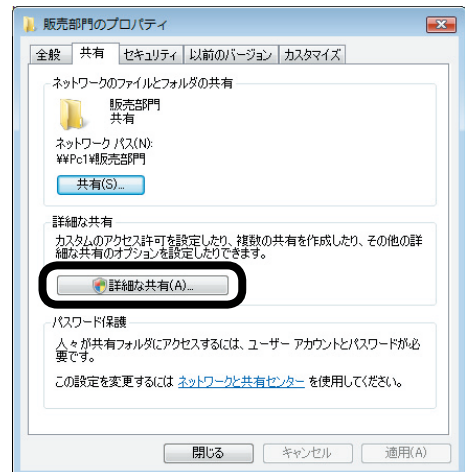 販売部門のプロパティ
全般 共有 セキュリティ 以前のバージョン カスタマイズ
ネットワークのファイルとフォルダの共有
販売部門
共有
ネットワーク パス(N):
¥¥Pc1¥販売部門
共有(S)...
詳細な共有
カスタムのアクセス許可を設定したり、複数の共有を作成したり、その他の詳
細な共有のオプションを設定したりできます。
詳細な共有(A)...
パスワード保護
人々が共有フォルダにアクセスするには、ユーザー アカウントとパスワードが必
要です。
この設定を変更するには ネットワークと共有センター を使用してください。
閉じる キャンセル 適用(A)